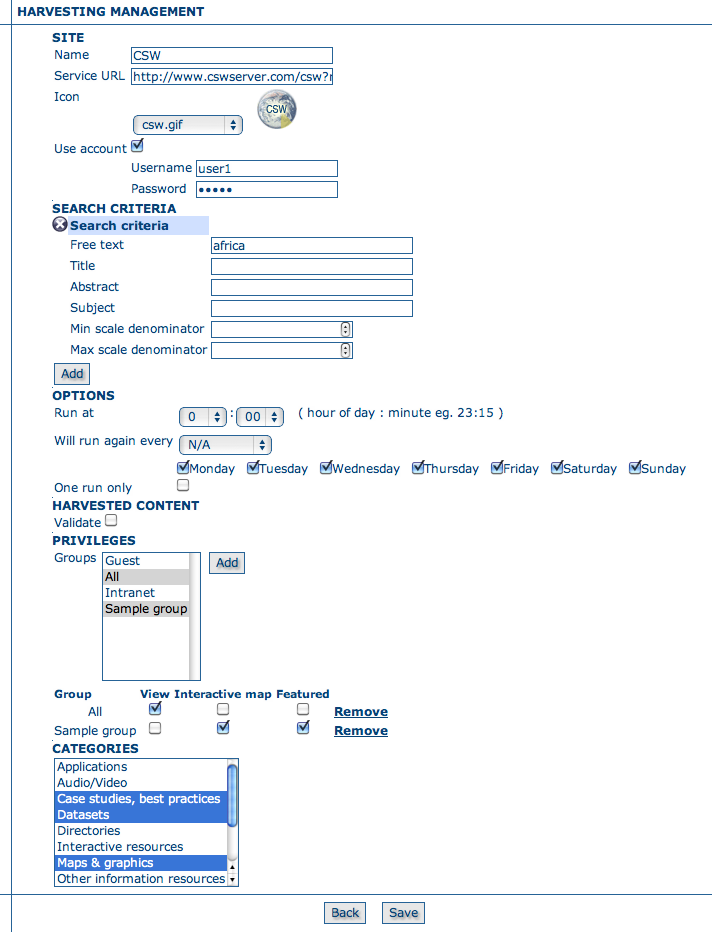 HARVESTING MANAGEMENT
SITE
Name CSW
Service URL http://www.cswserver.com/csw?r
Icon
CSW
csw.gif
Use account
Username user1
Password •••••
SEARCH CRITERIA
Search criteria
Free text africa
Title
Abstract
Subject
Min scale denominator
Max scale denominator
Add
OPTIONS
Run at 0 : 00 ( hour of day : minute eg. 23:15 )
Will run again every N/A
Monday Tuesday Wednesday Thursday Friday Saturday Sunday
One run only
HARVESTED CONTENT
Validate
PRIVILEGES
Groups Guest Add
All
Intranet
Sample group
Group View Interactive map Featured
All Remove
Sample group Remove
CATEGORIES
Applications
Audio/Video
Case studies, best practices
Datasets
Directories
Interactive resources
Maps & graphics
Other information resources
Back Save